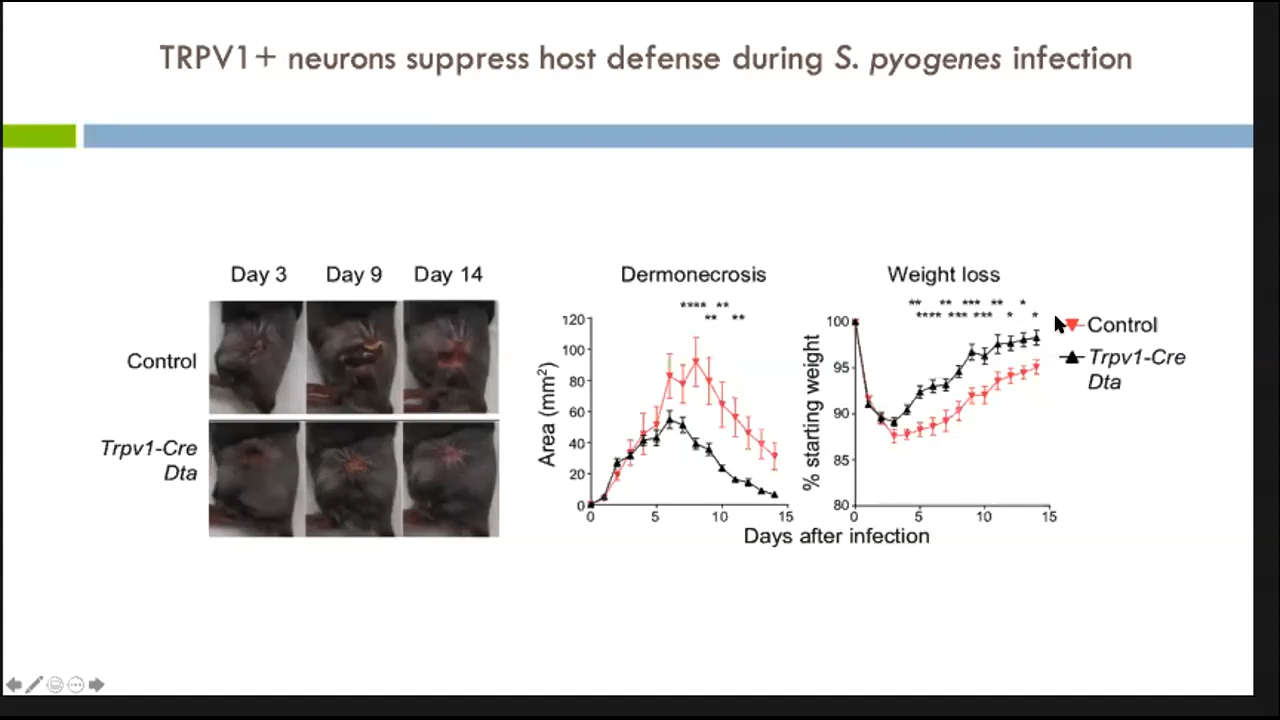 TRPV1+ neurons suppress host defense during S. pyogenes infection
Day 3 Day 9 Day 14
Control
Trpv1-Cre
Dta
Dermonecrosis
**** **
** **
120
100
80
60
40
20
0
Area (mm²)
0 5 10 15
Weight loss
** ** *** ** *
**** *** *** * *
100
95
90
85
80
% starting weight
0 5 10 15
Days after infection
Control
Trpv1-Cre
Dta